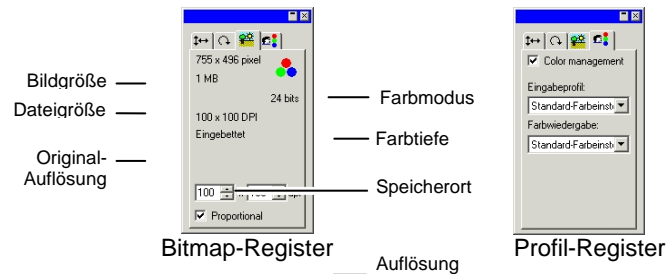 755 x 496 pixel
1 MB
24 bits
100 x 100 DPI
Eingebettet
100
Proportional
Bildgröße
Dateigröße
Original-
Auflösung
Farbmodus
Farbtiefe
Speicherort
Auflösung
Bitmap-Register
Color management
Eingabeprofil:
Standard-Farbeinst
Farbwiedergabe:
Standard-Farbeinst
Profil-Register